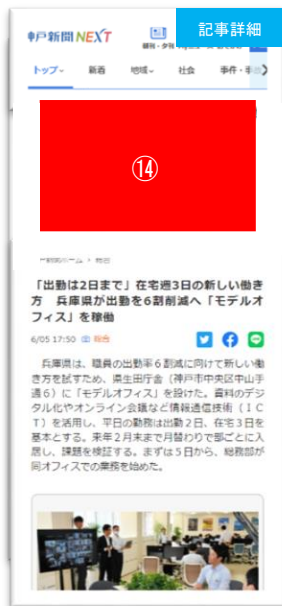 記事詳細
神戸新聞NEXT
朝刊・夕刊
トップ
新着
地域
社会
事件・事
⑭
総合
「出勤は2日まで」在宅週3日の新しい働き
方　兵庫県が出勤を6割削減へ「モデルオ
フィス」を稼働
6/05 17:50 総合
兵庫県は、職員の出勤率6割減に向けて新しい働
き方を試すため、県生田庁舎（神戸市中央区中山手
通6）に「モデルオフィス」を設けた。資料のデジ
タル化やオンライン会議など情報通信技術（ＩＣ
Ｔ）を活用し、平日の勤務は出勤2日、在宅3日を
基本とする。来年2月末まで月替わりで部ごとに入
居し、課題を検証する。まずは5日から、総務部が
同オフィスでの業務を始めた。